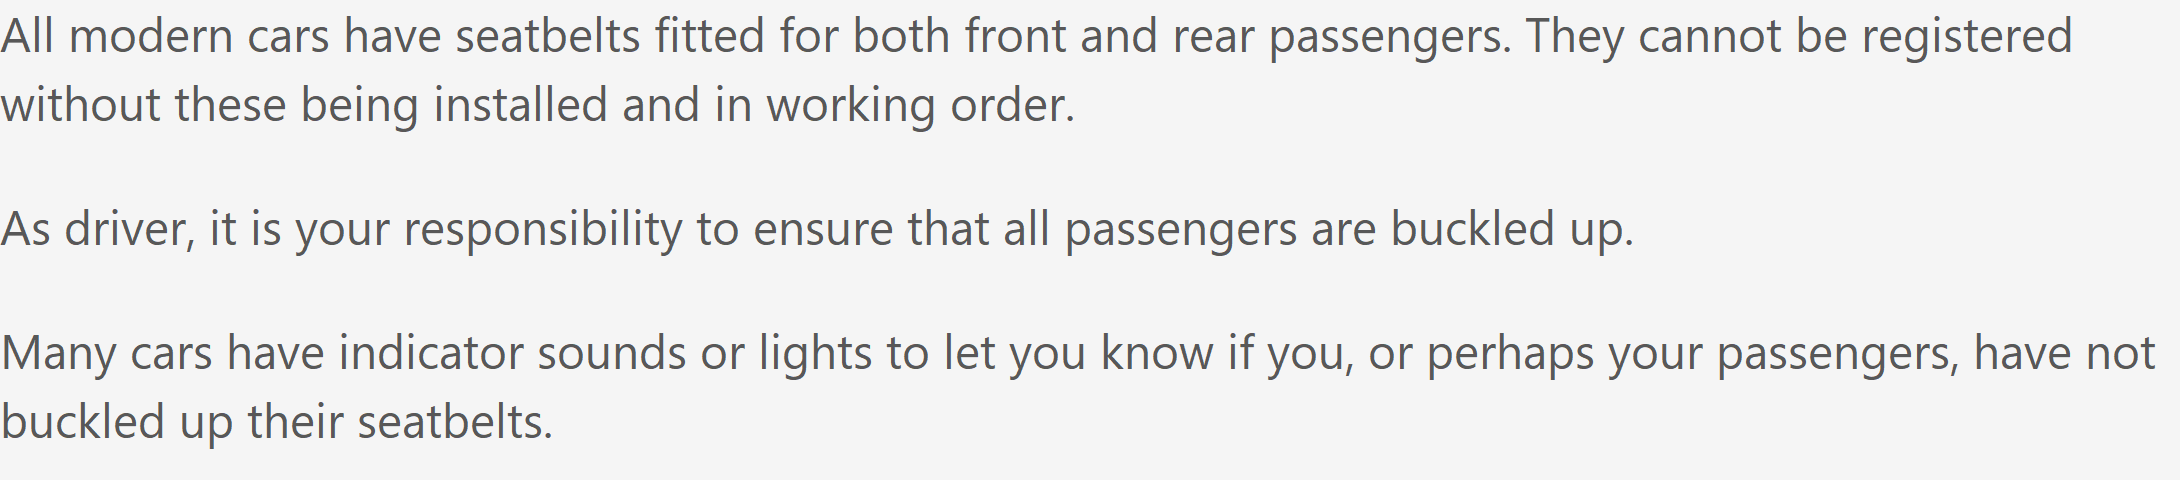 All modern cars have seatbelts fitted for both front and rear passengers. They cannot be registered
without these being installed and in working order.
As driver, it is your responsibility to ensure that all passengers are buckled up.
Many cars have indicator sounds or lights to let you know if you, or perhaps your passengers, have not
buckled up their seatbelts.